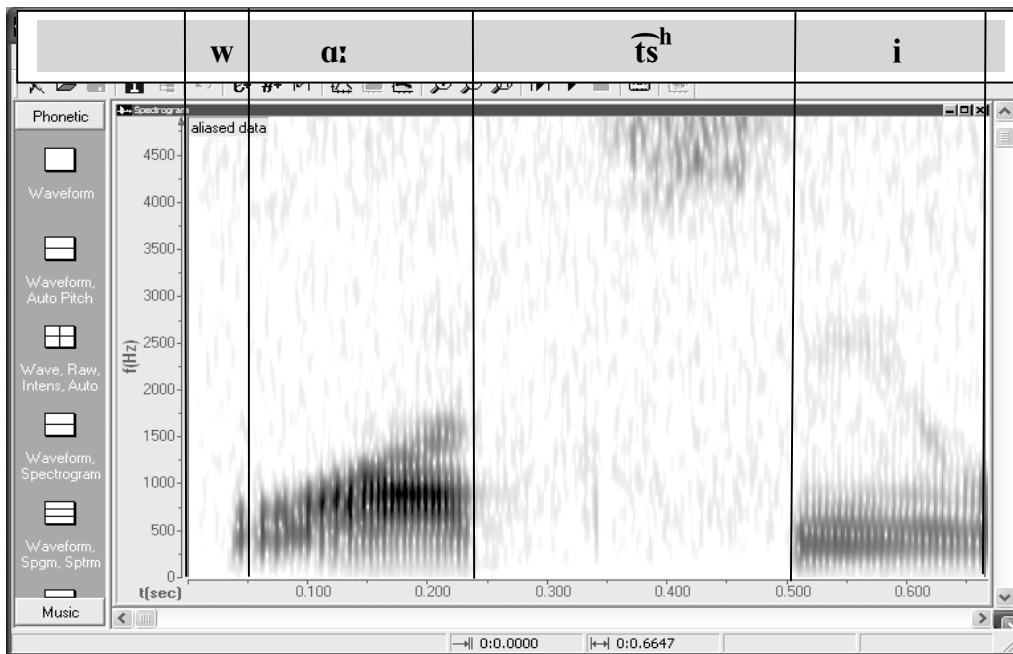 w ɑː t͡sʰ i
Phonetic
Spectrogram
aliased data
Waveform
Waveform,
Auto Pitch
Wave, Raw,
Intens, Auto
Waveform,
Spectrogram
Waveform,
Spgm, Sptrm
Music
f(Hz)
4500
4000
3500
3000
2500
2000
1500
1000
500
0
t(sec) 0.100 0.200 0.300 0.400 0.500 0.600
0:0.0000 0:0.6647